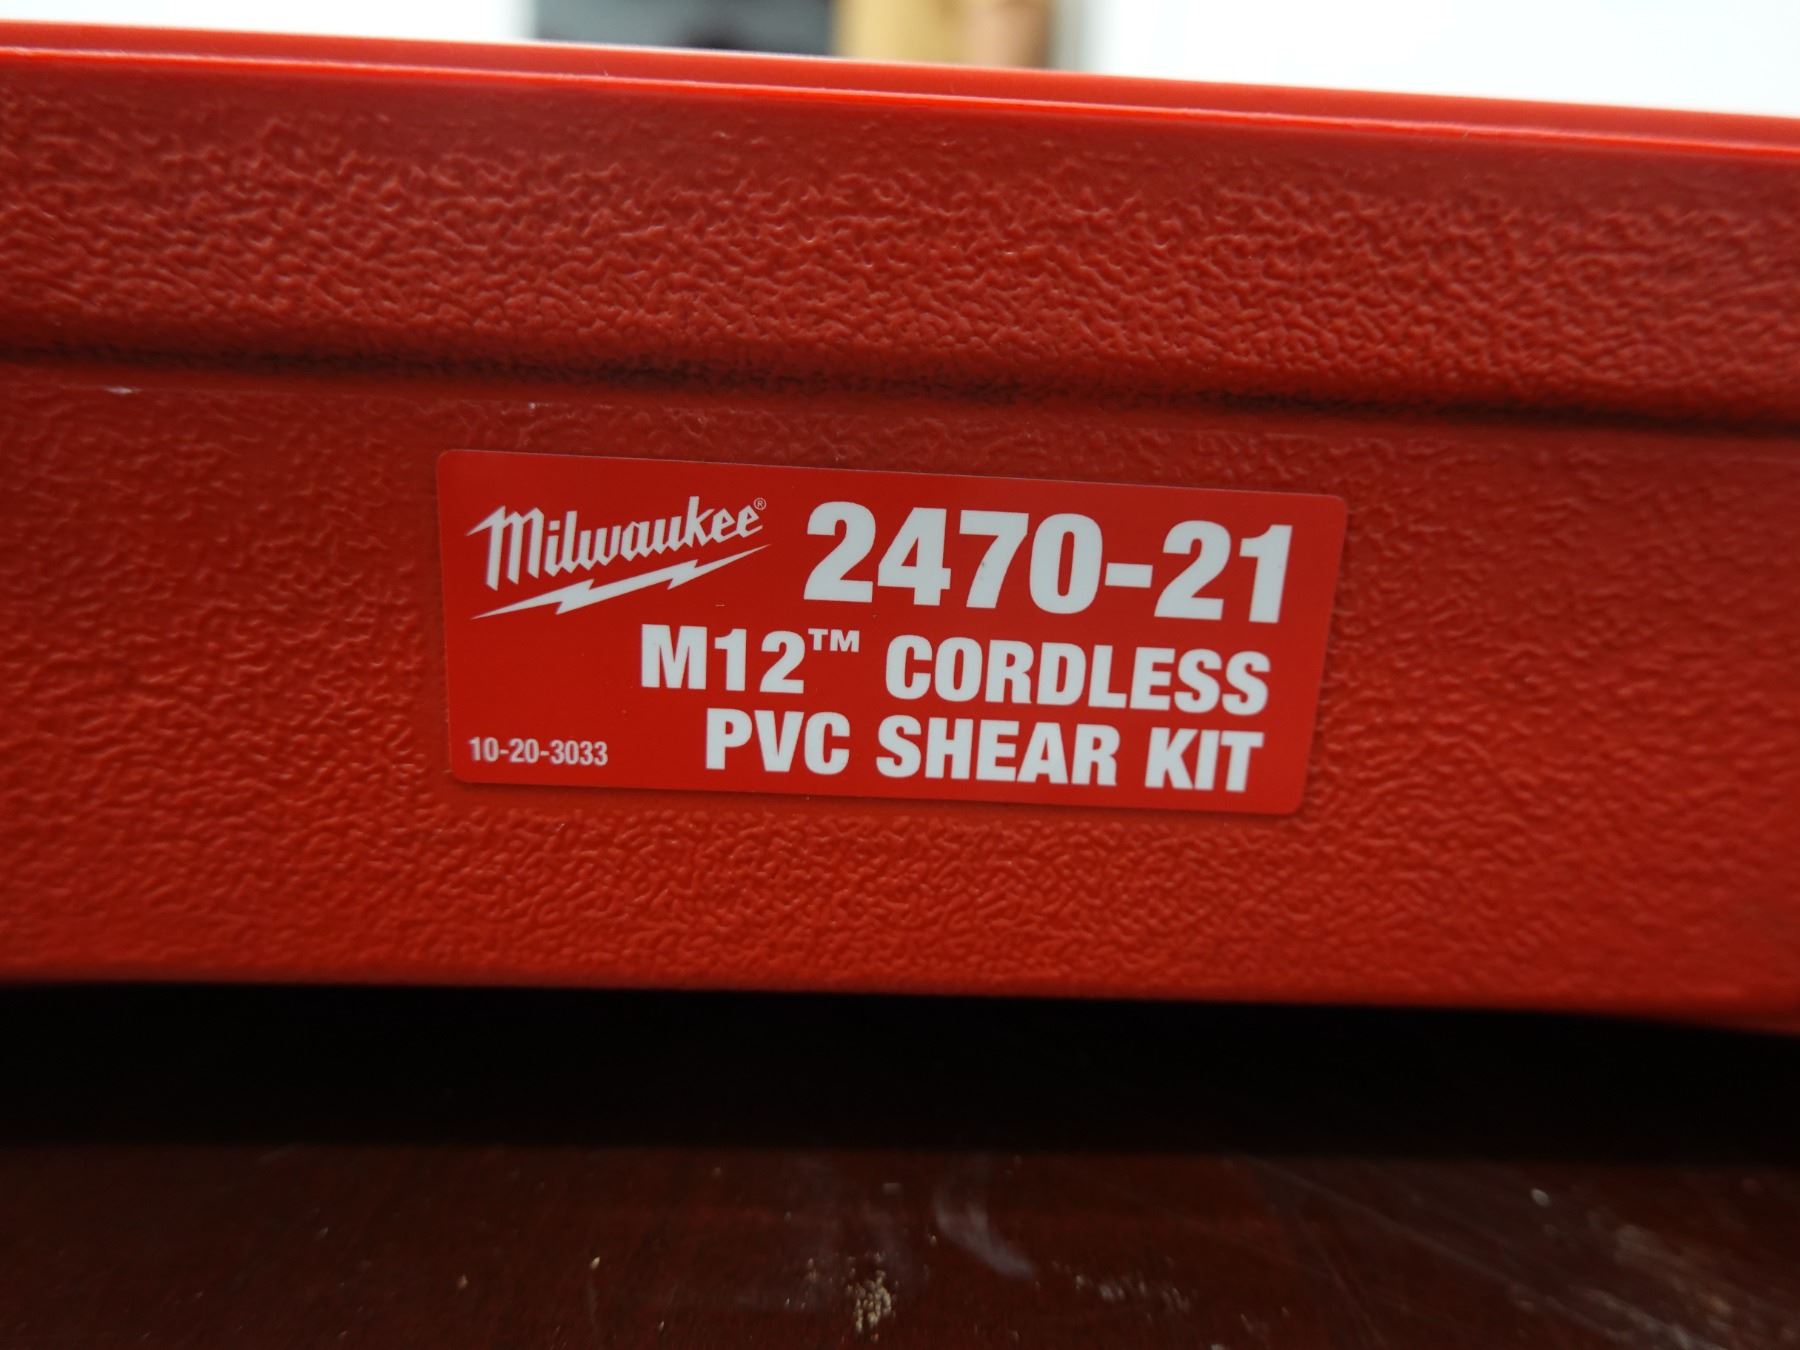 Milwaukee® 2470-21
M12™ CORDLESS
PVC SHEAR KIT
10-20-3033